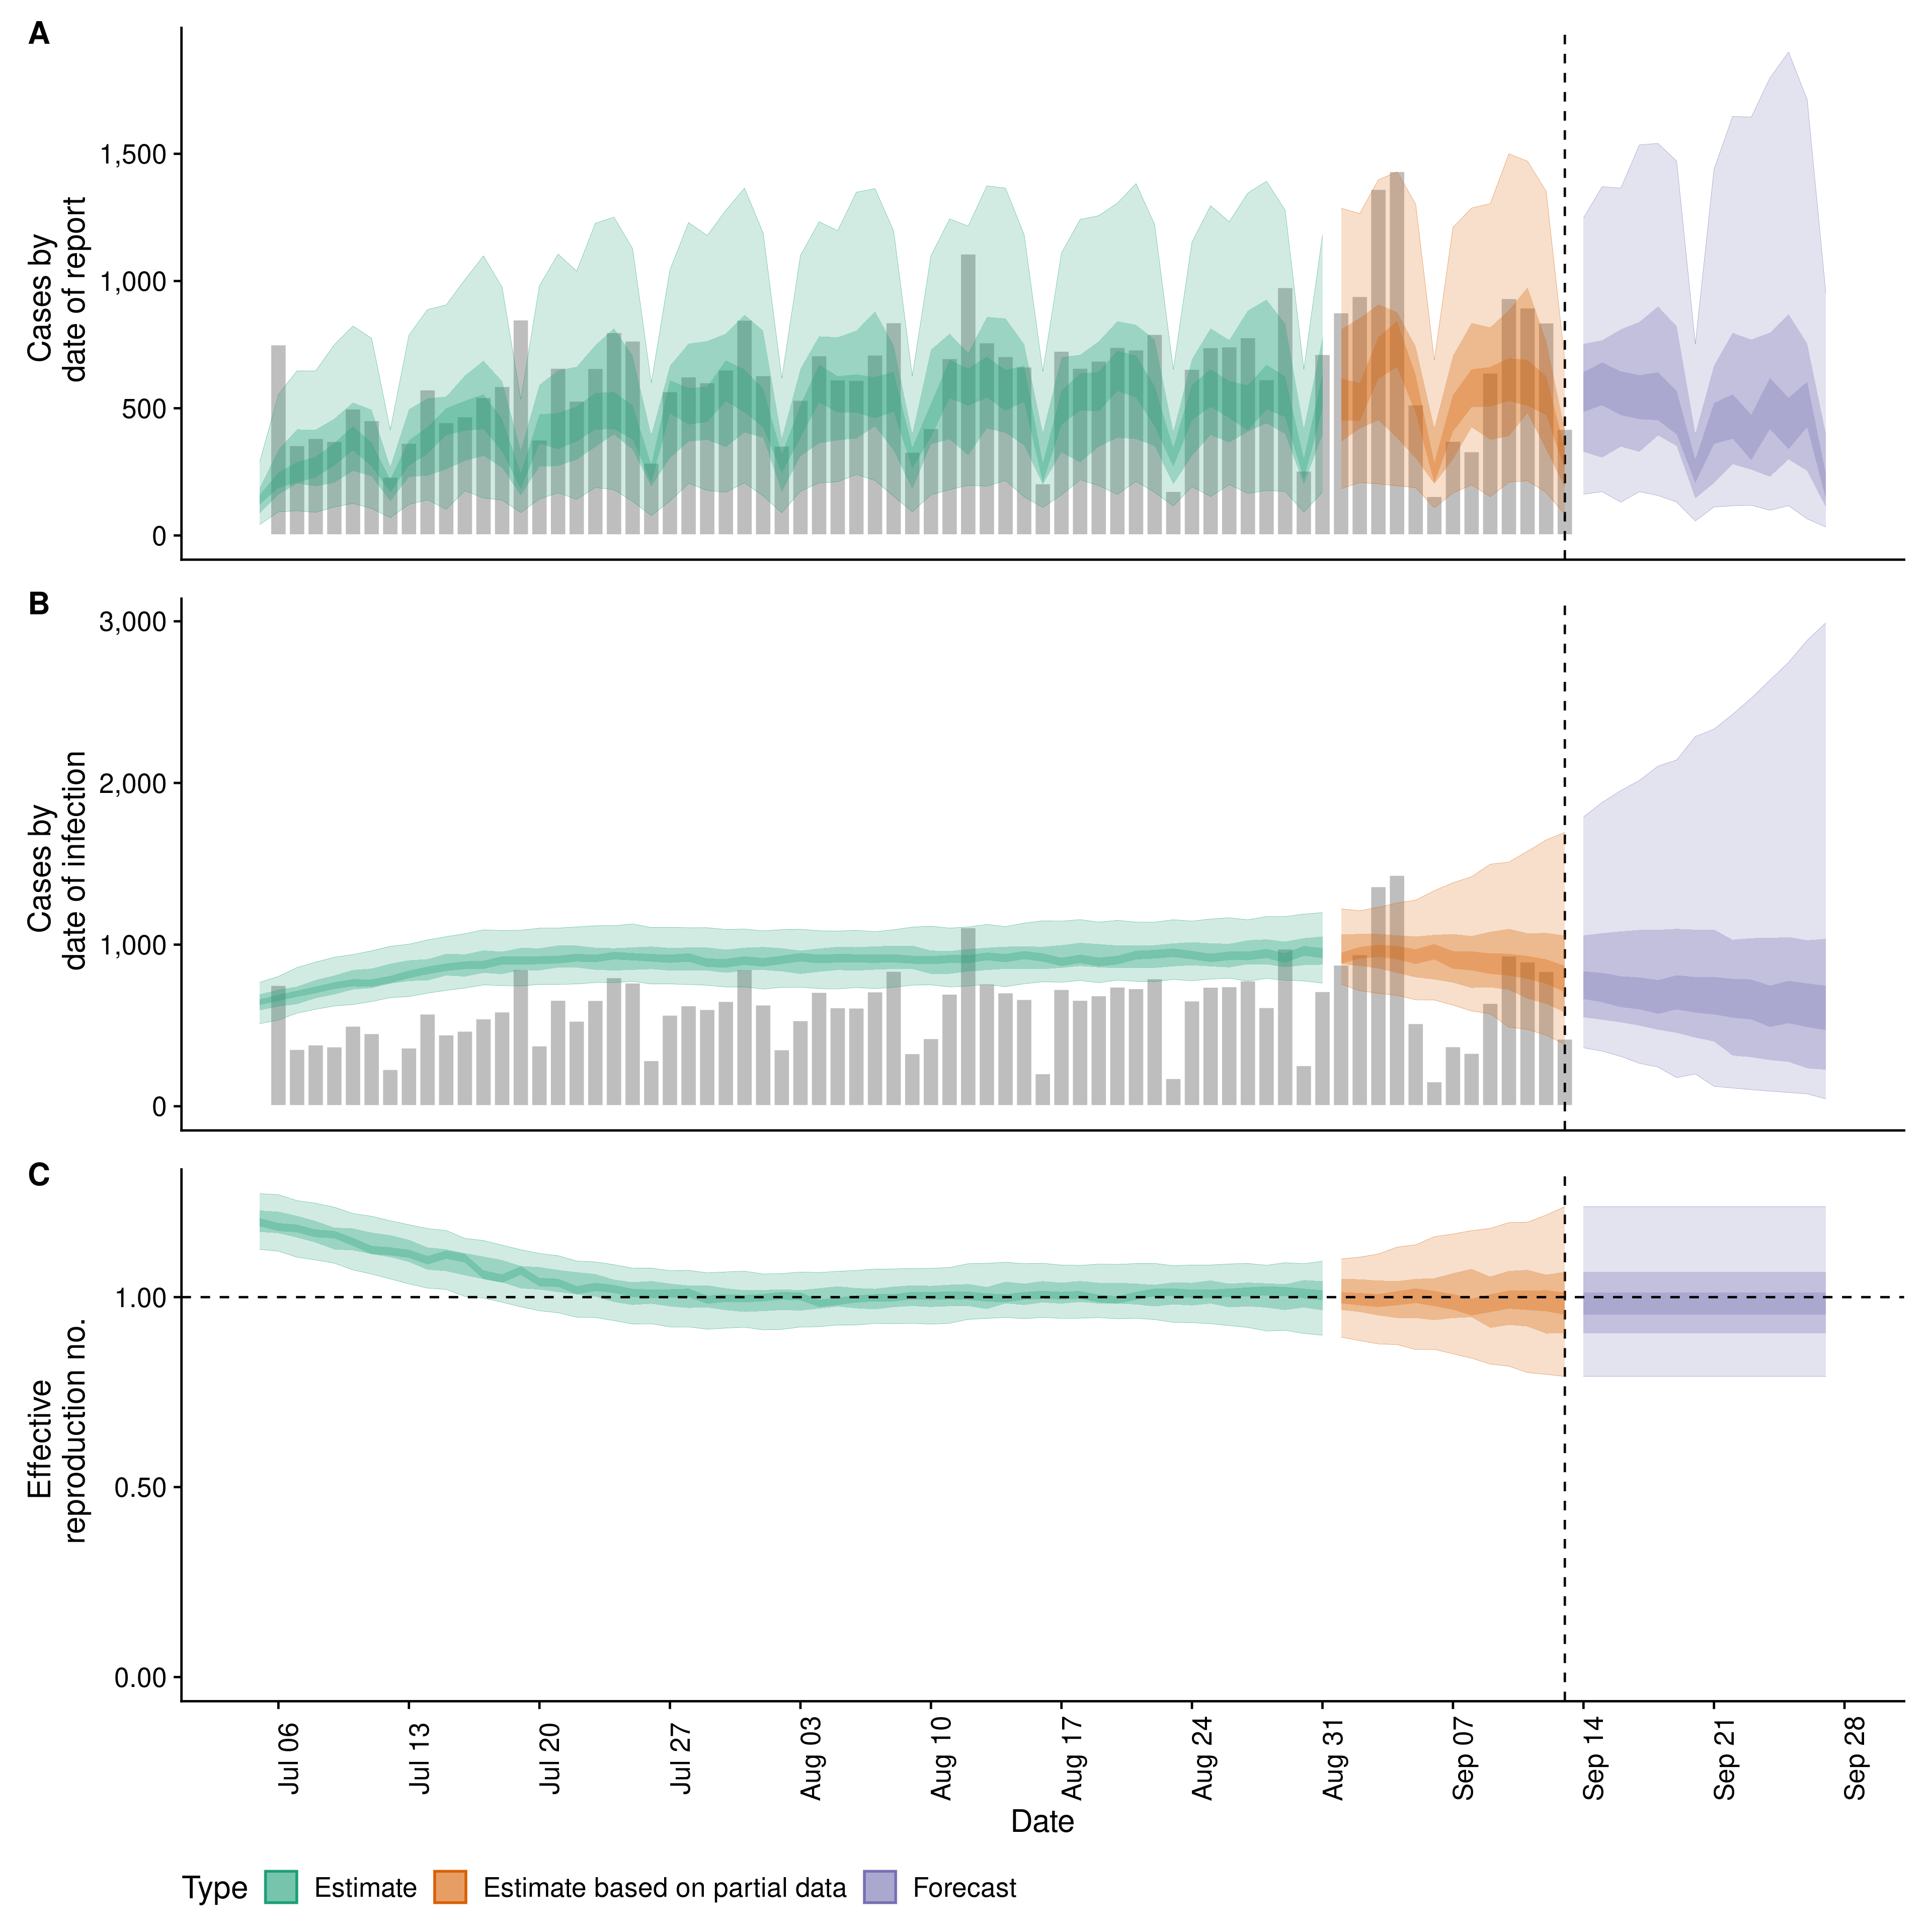 A
Cases by
date of report
1,500
1,000
500
0
B
Cases by
date of infection
3,000
2,000
1,000
0
C
Effective
reproduction no.
1.00
0.50
0.00
Jul 06
Jul 13
Jul 20
Jul 27
Aug 03
Aug 10
Aug 17
Aug 24
Aug 31
Sep 07
Sep 14
Sep 21
Sep 28
Date
Type Estimate Estimate based on partial data Forecast